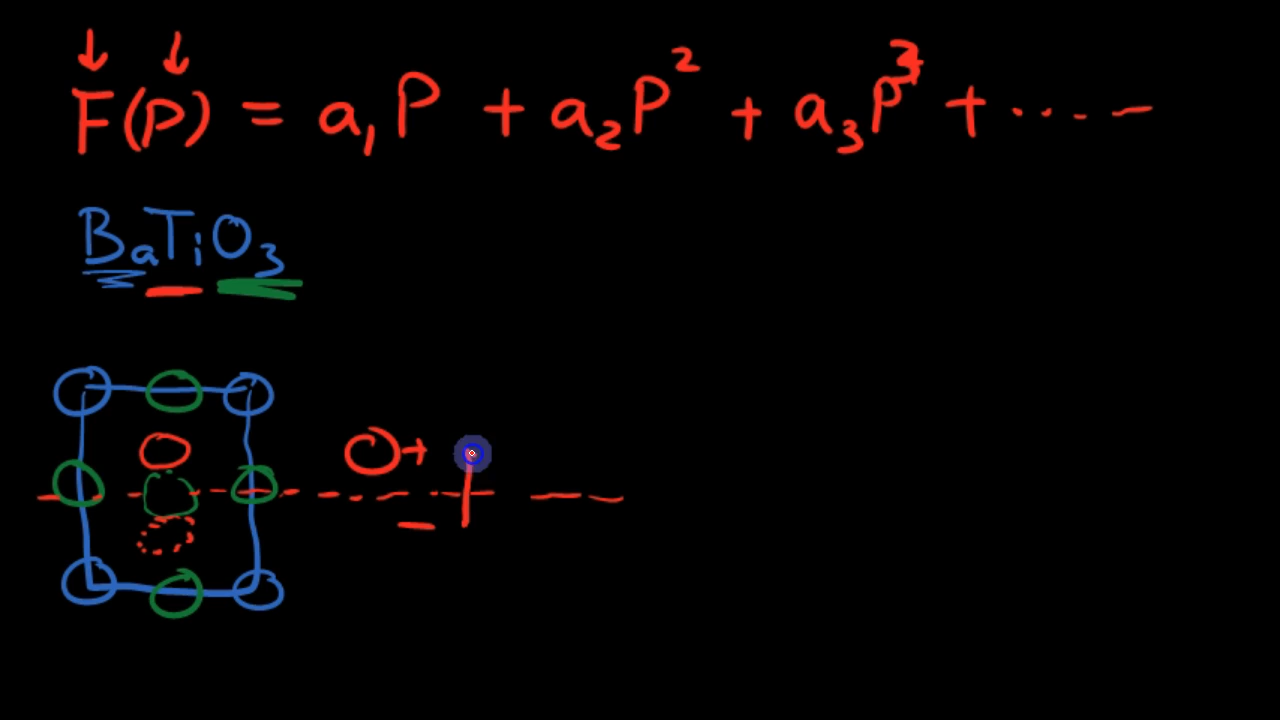 F(P) = a₁P + a₂P² + a₃P³ + ....–
BaTiO₃
+
–